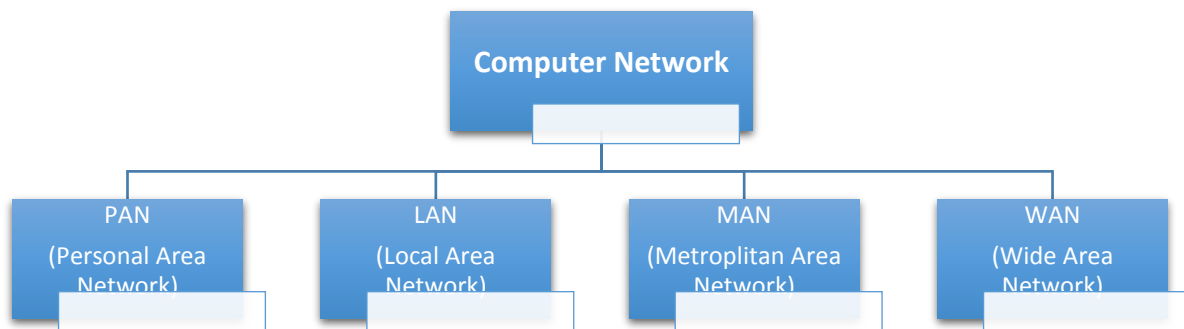 Computer Network
PAN
(Personal Area
Network)
LAN
(Local Area
Network)
MAN
(Metroplitan Area
Network)
WAN
(Wide Area
Network)